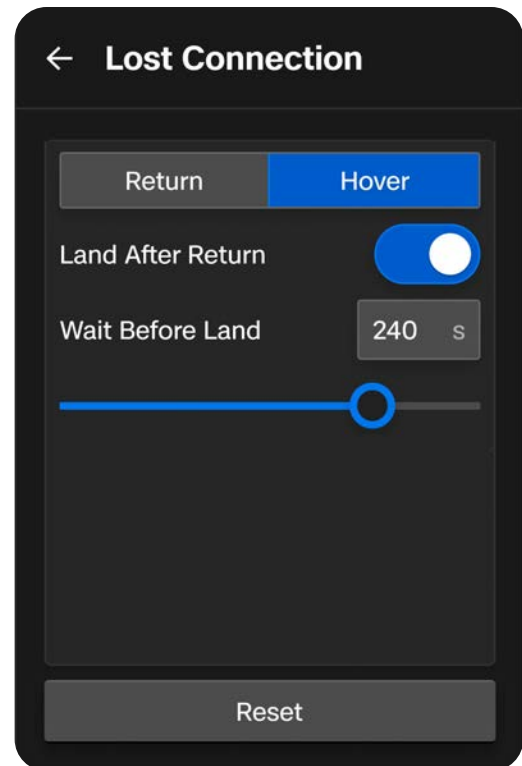 Lost Connection
Return Hover
Land After Return
Wait Before Land 240 s
Reset